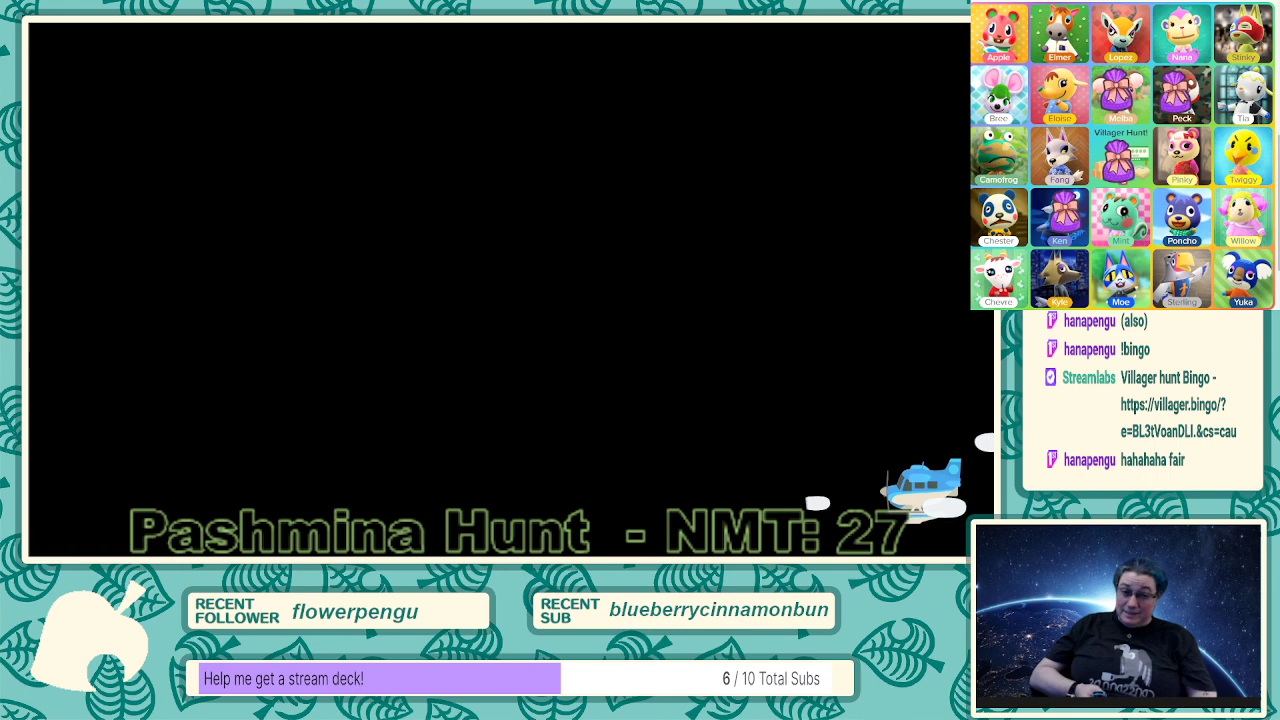 Apple Elmer Lopez Nana Stinky
Bree Eloise Melba Peck Tia
Villager Hunt!
Camofrog Fang Pinky Twiggy
Chester Ken Mint Poncho Willow
Chevre Kyle Moe Sterling Yuka
hanapengu (also)
hanapengu !bingo
Streamlabs Villager hunt Bingo -
https://villager.bingo/?
e=BL3tVoanDLI.&cs=cau
hanapengu hahahaha fair
Pashmina Hunt - NMT: 27
RECENT
FOLLOWER flowerpengu
RECENT
SUB blueberrycinnamonbun
Help me get a stream deck! 6 / 10 Total Subs